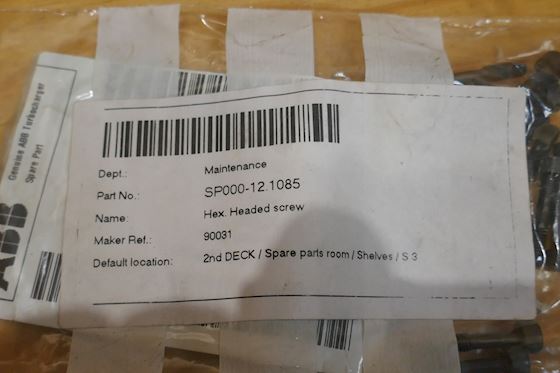 Genuine ABB Turbocharger
Spare Part
ABB
Dept.: Maintenance
Part No.: SP000-12.1085
Name: Hex. Headed screw
Maker Ref.: 90031
Default location: 2nd DECK / Spare parts room / Shelves / S 3